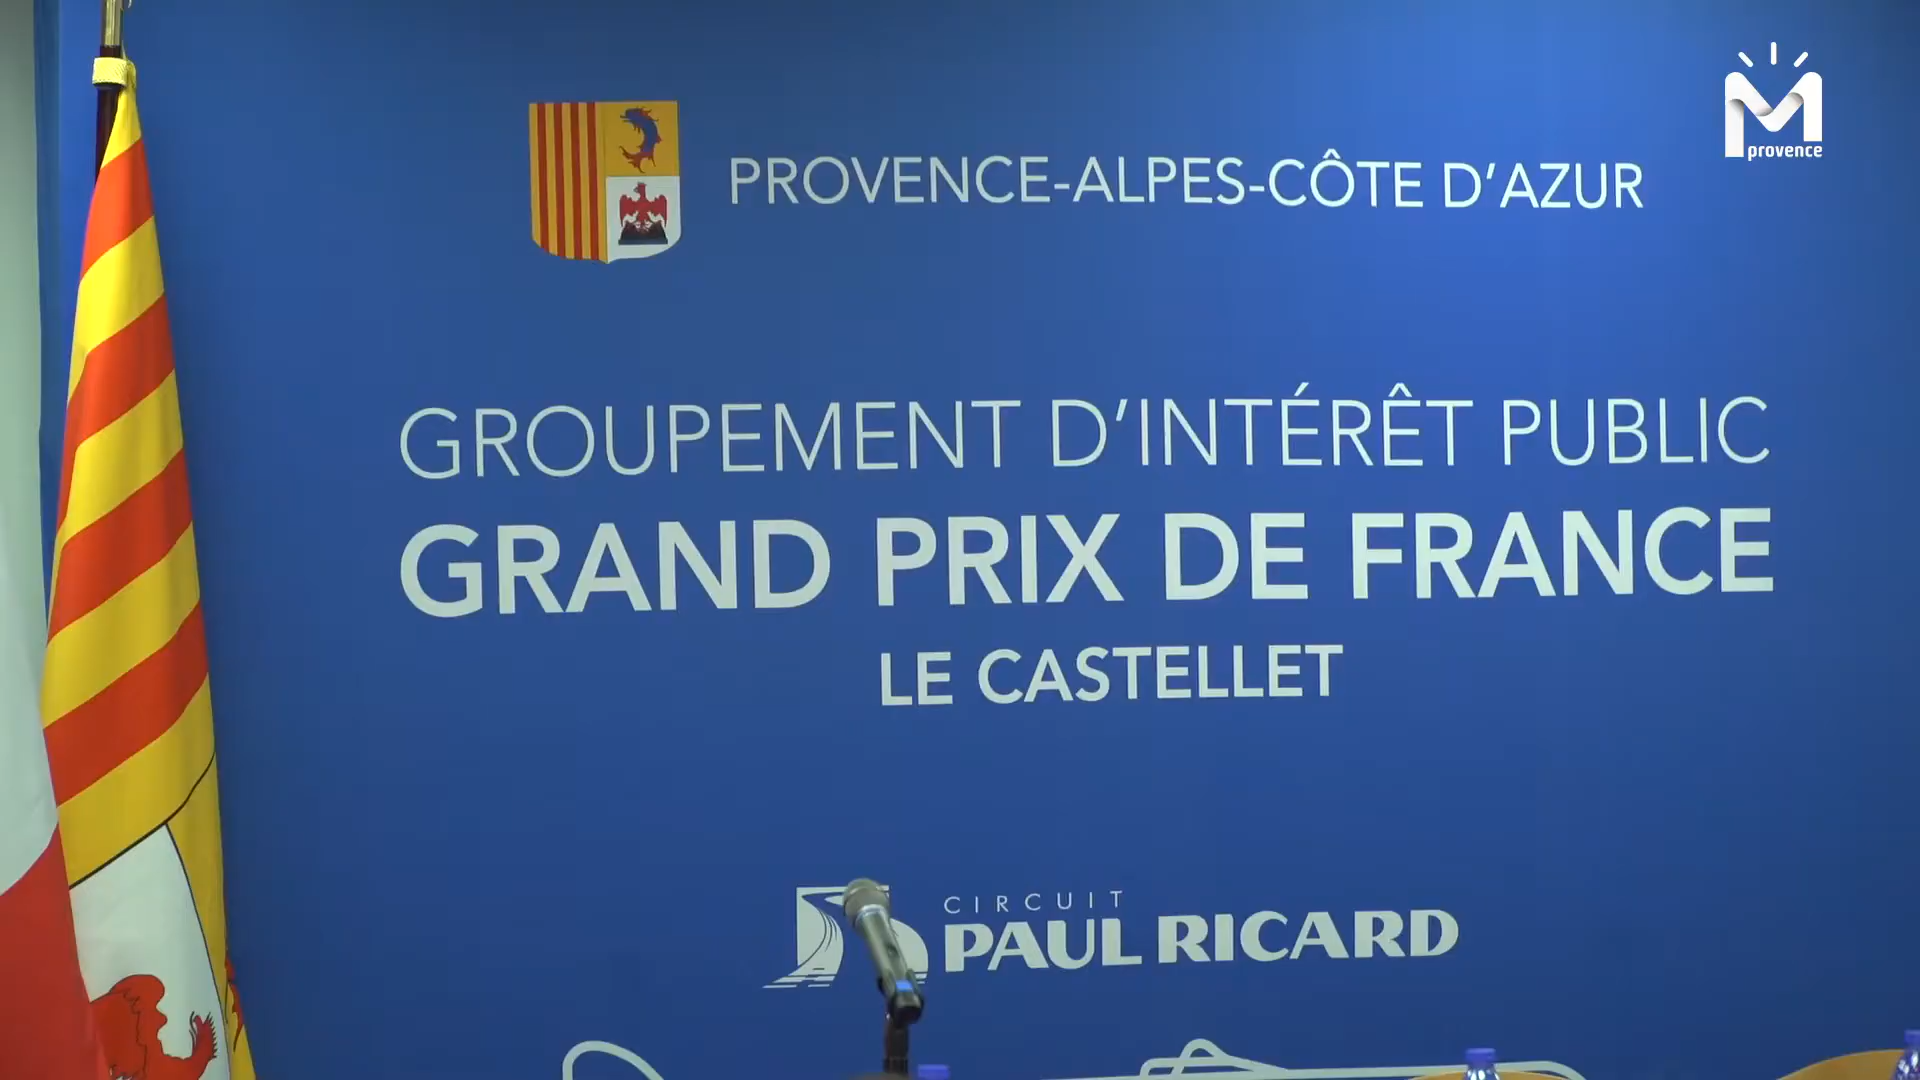 M
provence
PROVENCE-ALPES-CÔTE D'AZUR
GROUPEMENT D'INTÉRÊT PUBLIC
GRAND PRIX DE FRANCE
LE CASTELLET
CIRCUIT
PAUL RICARD